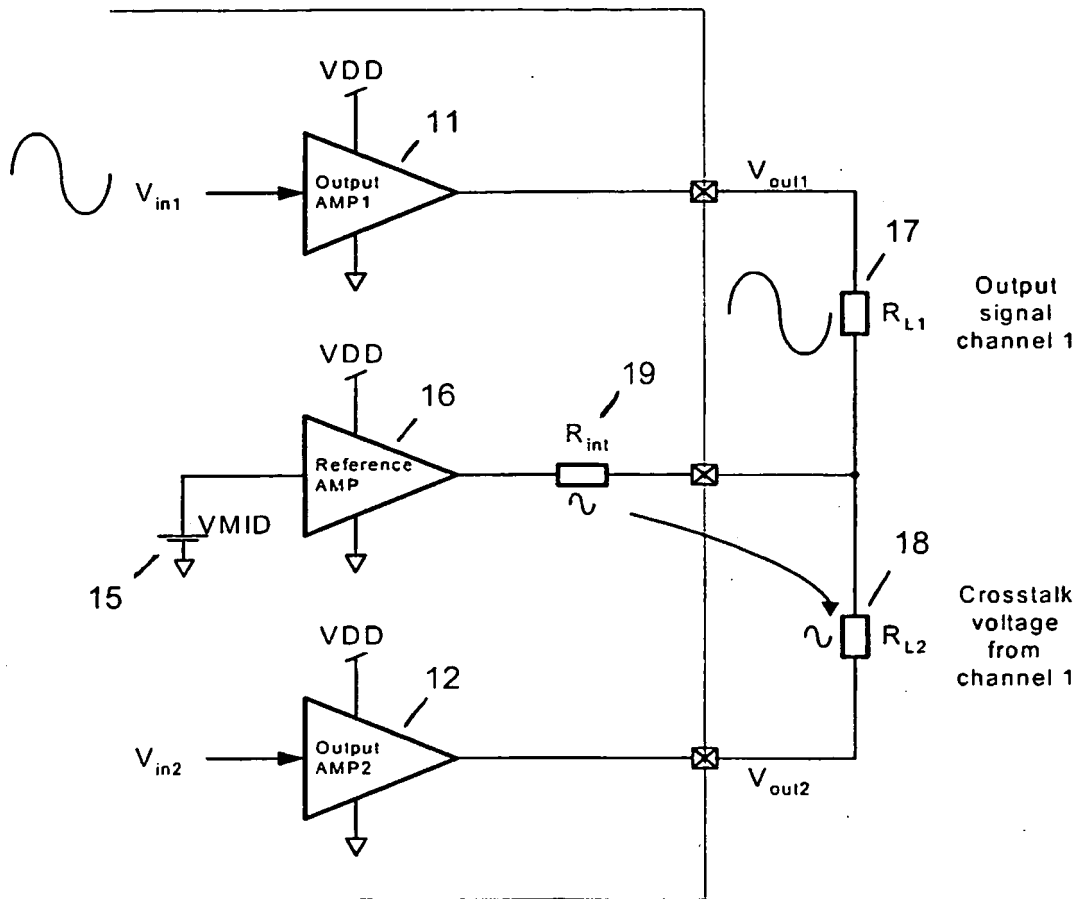 VDD
11
Output
AMP1
V_in1
V_out1
17
R_L1
Output
signal
channel 1
VDD
16
19
R_int
Reference
AMP
VMID
15
18
R_L2
Crosstalk
voltage
from
channel 1
VDD
12
Output
AMP2
V_in2
V_out2